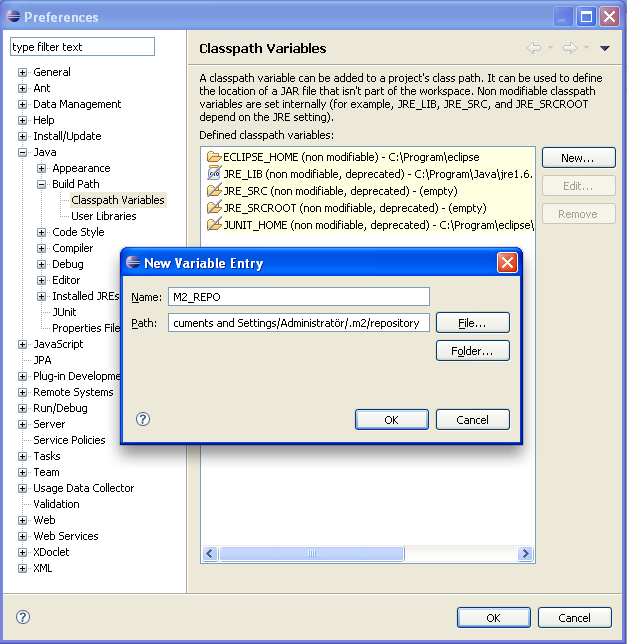 Preferences
type filter text
General
Ant
Data Management
Help
Install/Update
Java
Appearance
Build Path
Classpath Variables
User Libraries
Code Style
Compiler
Debug
Editor
Installed JREs
JUnit
Properties File
JavaScript
JPA
Plug-in Developme
Remote Systems
Run/Debug
Server
Service Policies
Tasks
Team
Usage Data Collector
Validation
Web
Web Services
XDoclet
XML
Classpath Variables
A classpath variable can be added to a project's class path. It can be used to define
the location of a JAR file that isn't part of the workspace. Non modifiable classpath
variables are set internally (for example, JRE_LIB, JRE_SRC, and JRE_SRCROOT
depend on the JRE setting).
Defined classpath variables:
ECLIPSE_HOME (non modifiable) - C:\Program\eclipse
JRE_LIB (non modifiable, deprecated) - C:\Program\Java\jre1.6.
JRE_SRC (non modifiable, deprecated) - (empty)
JRE_SRCROOT (non modifiable, deprecated) - (empty)
JUNIT_HOME (non modifiable, deprecated) - C:\Program\eclipse\
New...
Edit...
Remove
New Variable Entry
Name: M2_REPO
Path: cuments and Settings/Administratör/.m2/repository
File...
Folder...
OK
Cancel
OK
Cancel